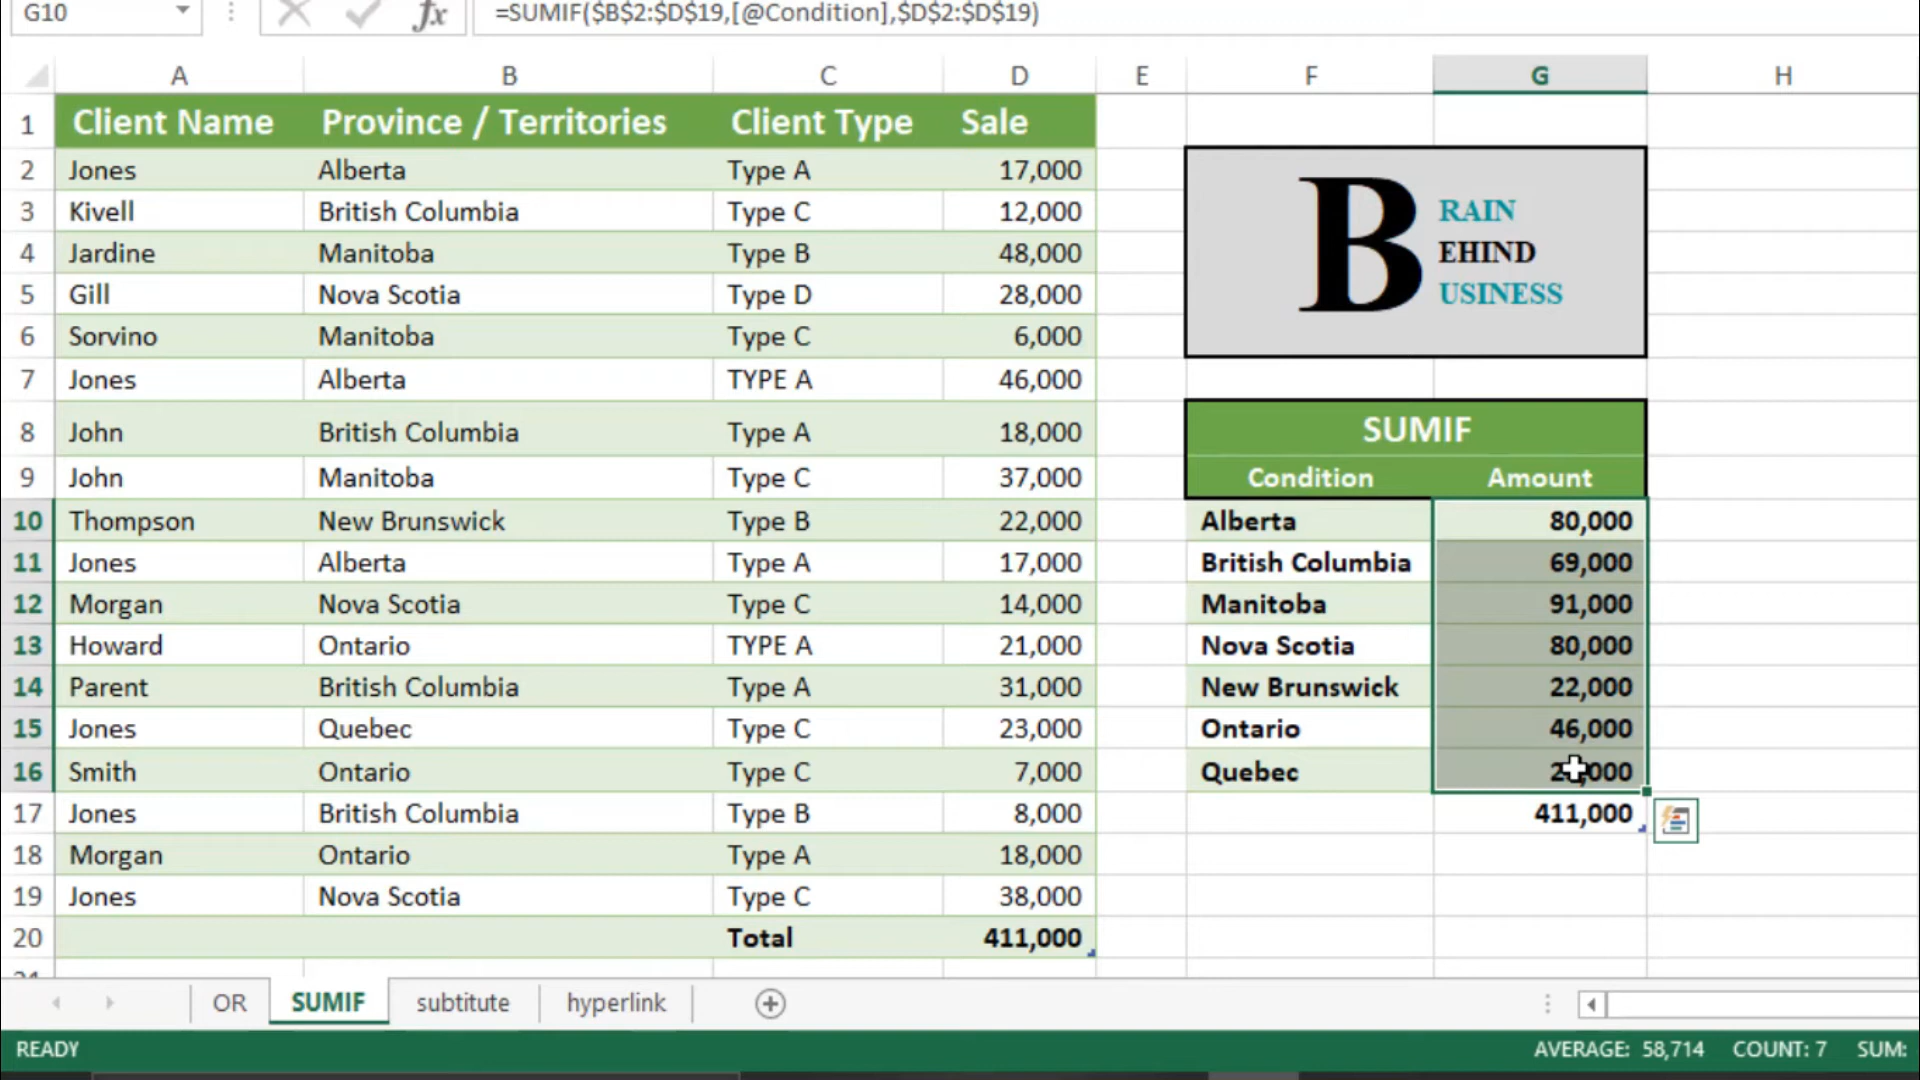 G10 fx =SUMIF($B$2:$D$19,[@Condition],$D$2:$D$19)
A B C D E F G H
1 Client Name Province / Territories Client Type Sale
2 Jones Alberta Type A 17,000
3 Kivell British Columbia Type C 12,000
4 Jardine Manitoba Type B 48,000
5 Gill Nova Scotia Type D 28,000
6 Sorvino Manitoba Type C 6,000
7 Jones Alberta TYPE A 46,000
8 John British Columbia Type A 18,000
9 John Manitoba Type C 37,000
10 Thompson New Brunswick Type B 22,000
11 Jones Alberta Type A 17,000
12 Morgan Nova Scotia Type C 14,000
13 Howard Ontario TYPE A 21,000
14 Parent British Columbia Type A 31,000
15 Jones Quebec Type C 23,000
16 Smith Ontario Type C 7,000
17 Jones British Columbia Type B 8,000
18 Morgan Ontario Type A 18,000
19 Jones Nova Scotia Type C 38,000
20 Total 411,000
B RAIN
EHIND
USINESS
SUMIF
Condition Amount
Alberta 80,000
British Columbia 69,000
Manitoba 91,000
Nova Scotia 80,000
New Brunswick 22,000
Ontario 46,000
Quebec
411,000
OR SUMIF subtitute hyperlink
READY AVERAGE: 58,714 COUNT: 7 SUM: